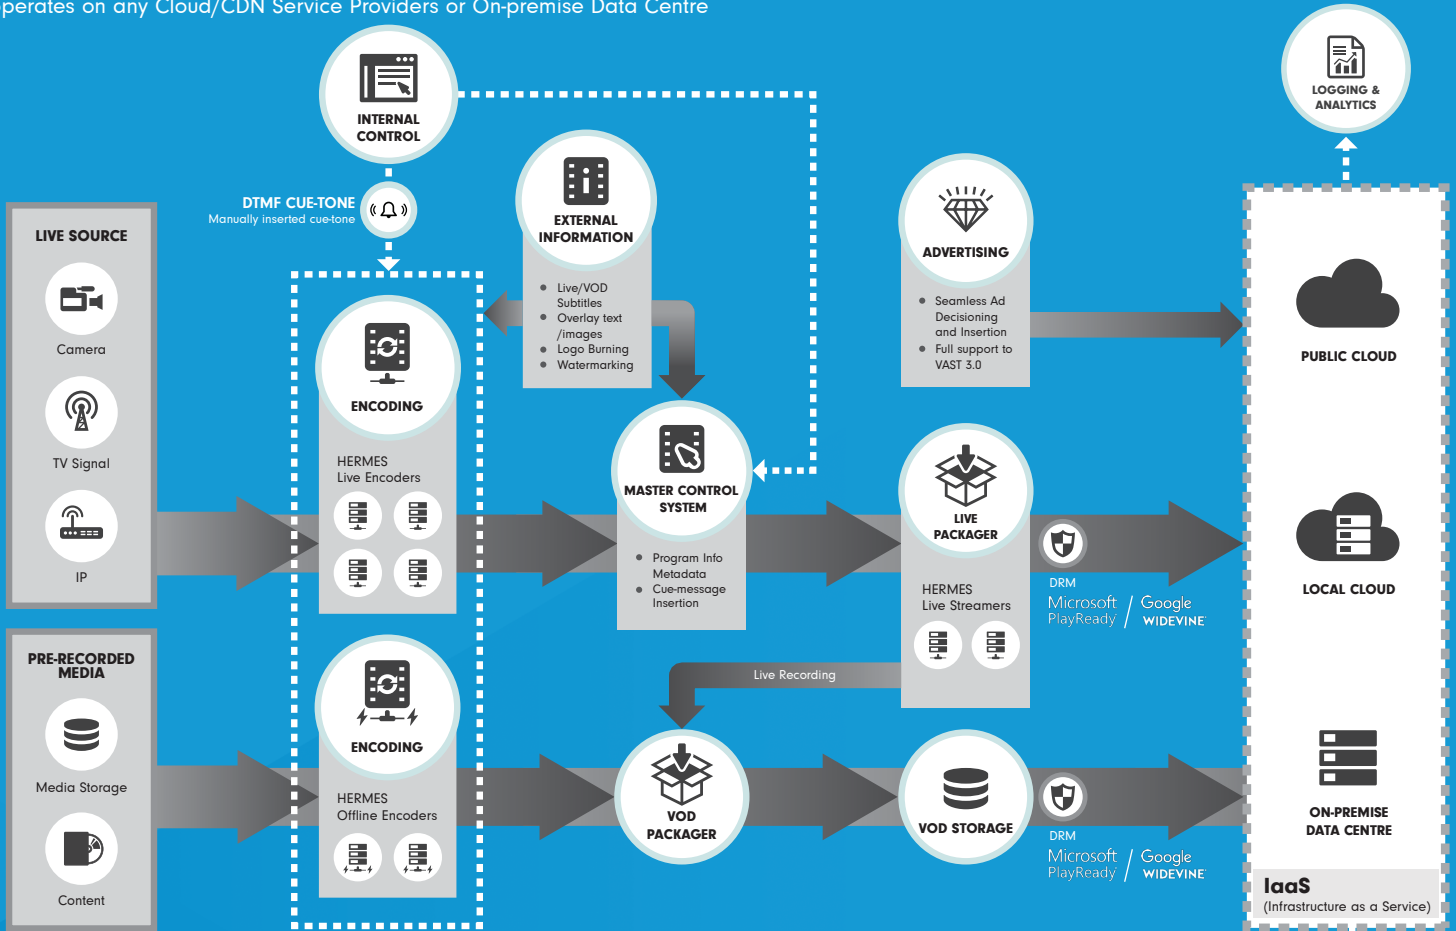 perates on any Cloud/CDN Service Providers or On-premise Data Centre
INTERNAL
CONTROL
LOGGING &
ANALYTICS
DTMF CUE-TONE
Manually inserted cue-tone
EXTERNAL
INFORMATION
Live/VOD
Subtitles
Overlay text
/images
Logo Burning
Watermarking
ADVERTISING
Seamless Ad
Decisioning
and Insertion
Full support to
VAST 3.0
LIVE SOURCE
Camera
TV Signal
IP
ENCODING
HERMES
Live Encoders
MASTER CONTROL
SYSTEM
Program Info
Metadata
Cue-message
Insertion
LIVE
PACKAGER
HERMES
Live Streamers
DRM
Microsoft
PlayReady
Google
WIDEVINE
Live Recording
PRE-RECORDED
MEDIA
Media Storage
Content
ENCODING
HERMES
Offline Encoders
VOD
PACKAGER
VOD STORAGE
DRM
Microsoft
PlayReady
Google
WIDEVINE
PUBLIC CLOUD
LOCAL CLOUD
ON-PREMISE
DATA CENTRE
IaaS
(Infrastructure as a Service)